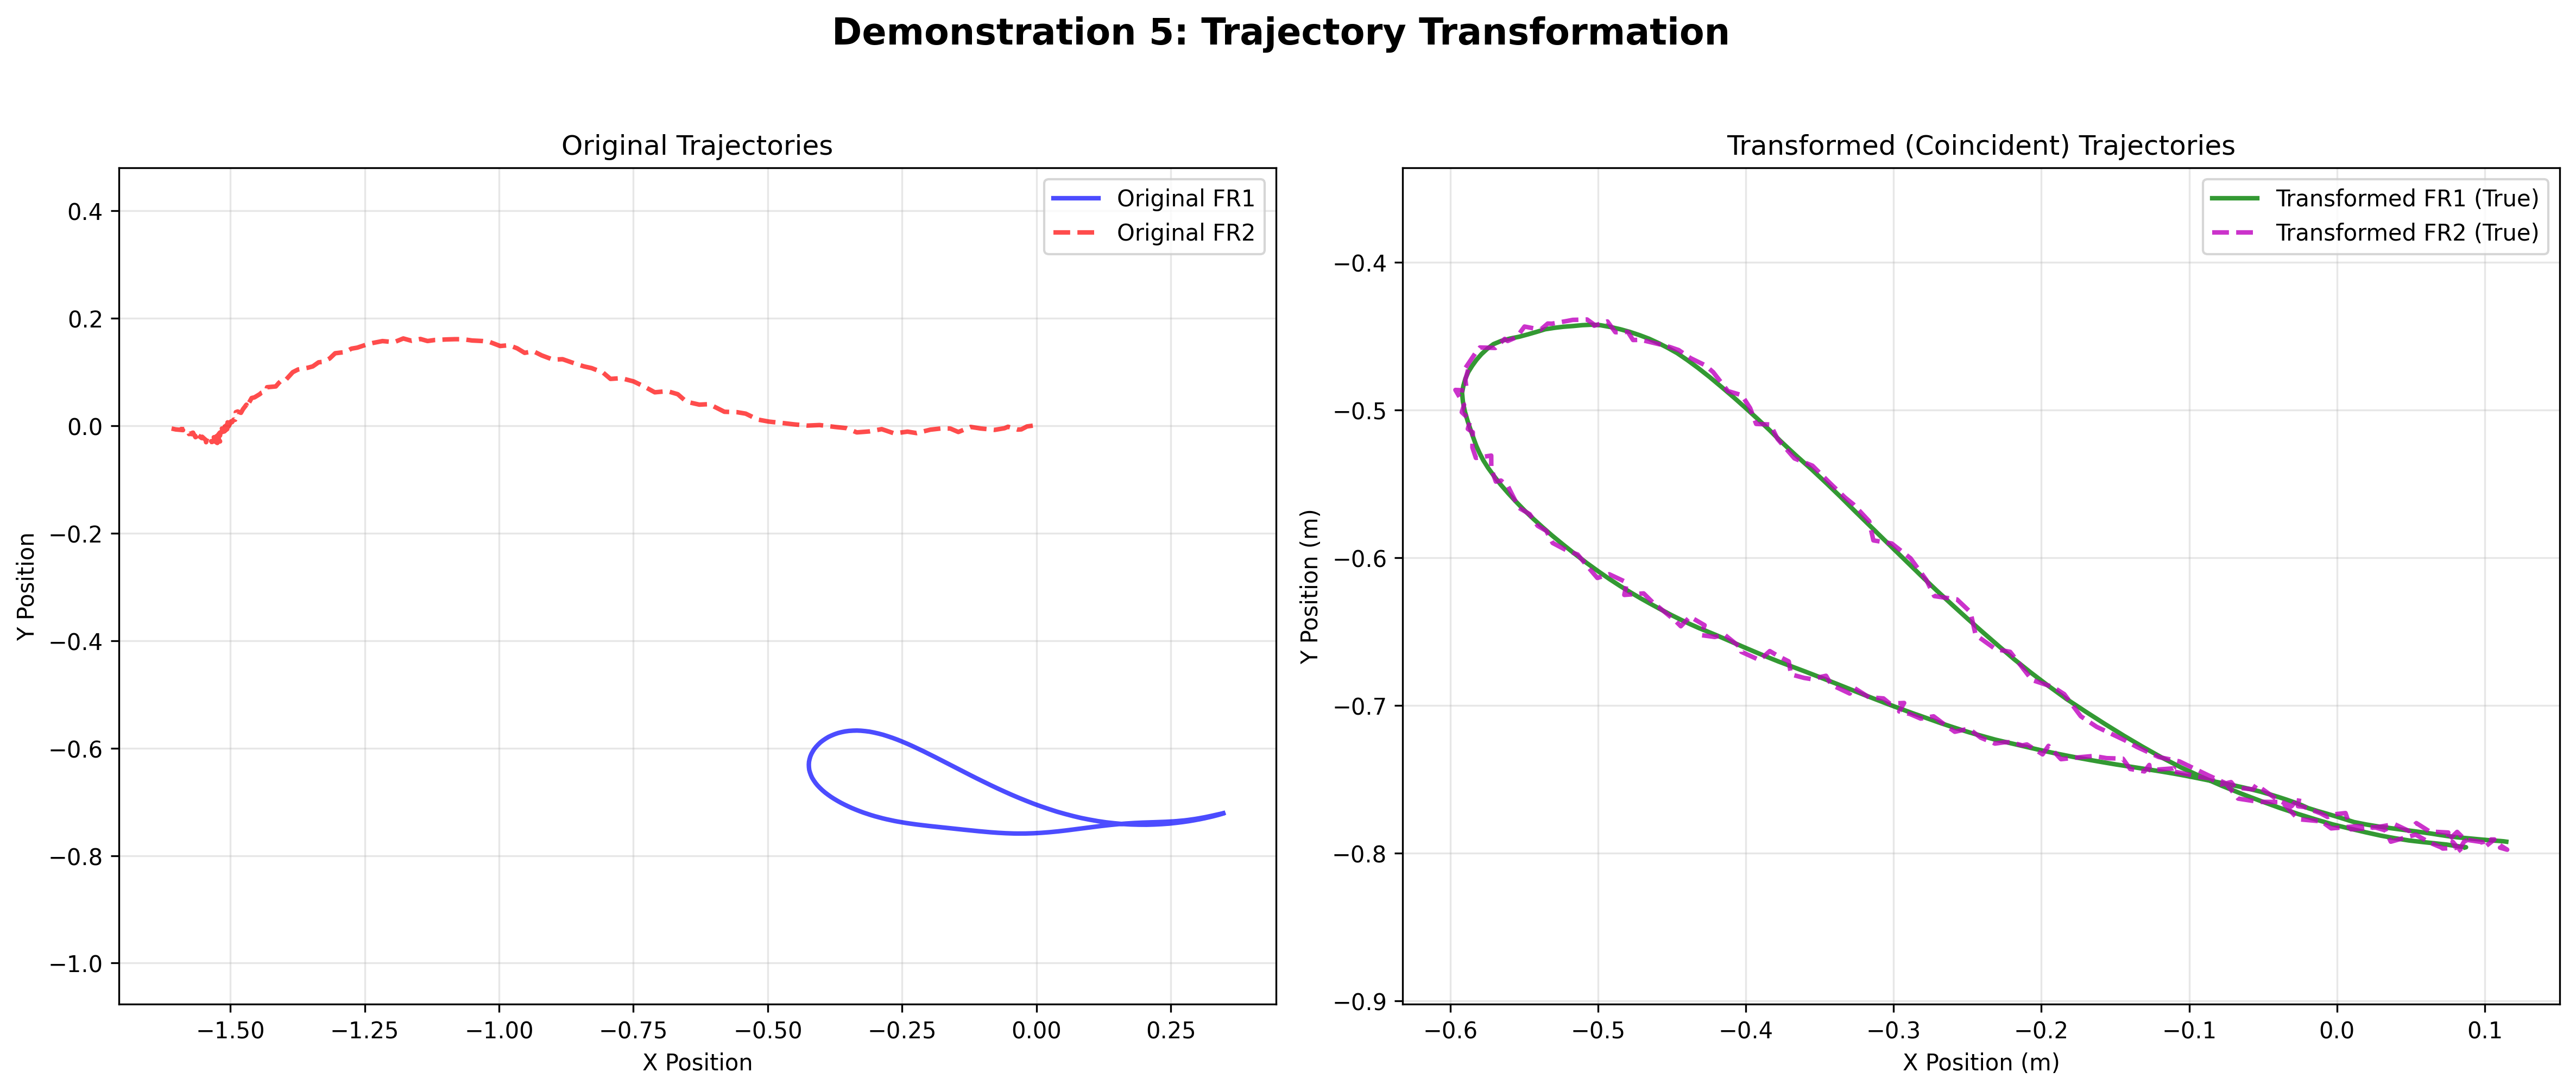 Demonstration 5: Trajectory Transformation
Original Trajectories
Original FR1
Original FR2
0.4
0.2
0.0
−0.2
−0.4
−0.6
−0.8
−1.0
Y Position
−1.50
−1.25
−1.00
−0.75
−0.50
−0.25
0.00
0.25
X Position
Transformed (Coincident) Trajectories
Transformed FR1 (True)
Transformed FR2 (True)
−0.4
−0.5
−0.6
−0.7
−0.8
−0.9
Y Position (m)
−0.6
−0.5
−0.4
−0.3
−0.2
−0.1
0.0
0.1
X Position (m)